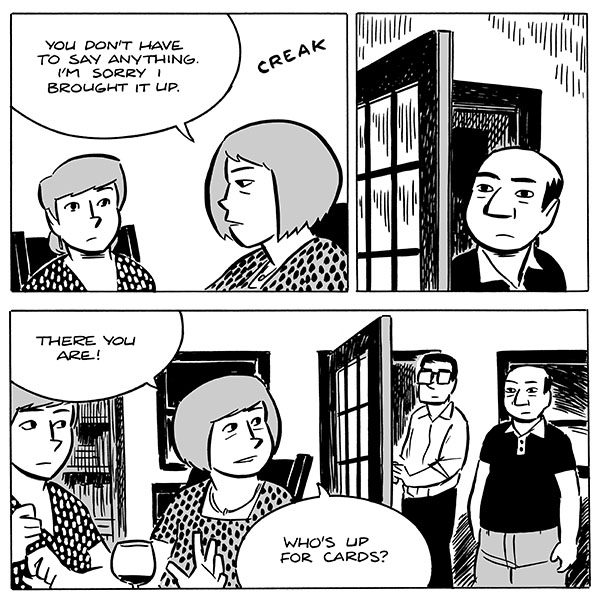 YOU DON'T HAVE
TO SAY ANYTHING.
I'M SORRY I
BROUGHT IT UP.
CREAK
THERE YOU
ARE!
WHO'S UP
FOR CARDS?